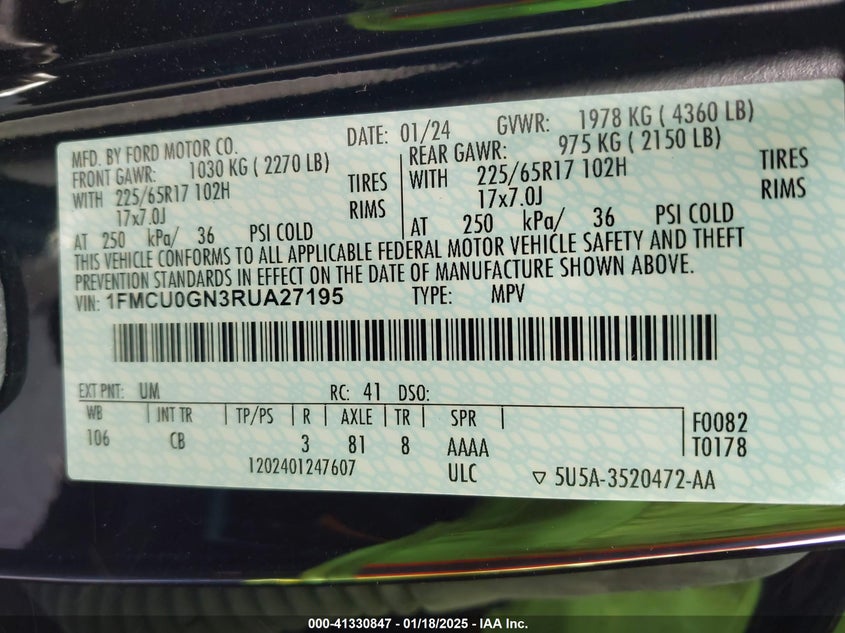 MFD. BY FORD MOTOR CO. DATE: 01/24 GVWR: 1978 KG ( 4360 LB)
FRONT GAWR: 1030 KG ( 2270 LB) REAR GAWR: 975 KG ( 2150 LB)
WITH 225/65R17 102H TIRES WITH 225/65R17 102H TIRES
17x7.0J RIMS 17x7.0J RIMS
AT 250 kPa/ 36 PSI COLD AT 250 kPa/ 36 PSI COLD
THIS VEHICLE CONFORMS TO ALL APPLICABLE FEDERAL MOTOR VEHICLE SAFETY AND THEFT
PREVENTION STANDARDS IN EFFECT ON THE DATE OF MANUFACTURE SHOWN ABOVE.
VIN: 1FMCU0GN3RUA27195 TYPE: MPV
EXT PNT: UM RC: 41 DSO:
WB INT TR TP/PS R AXLE TR SPR F0082
106 CB 3 81 8 AAAA T0178
1202401247607 ULC ▽ 5U5A-3520472-AA
000-41330847 — 01/18/2025 — IAA Inc.